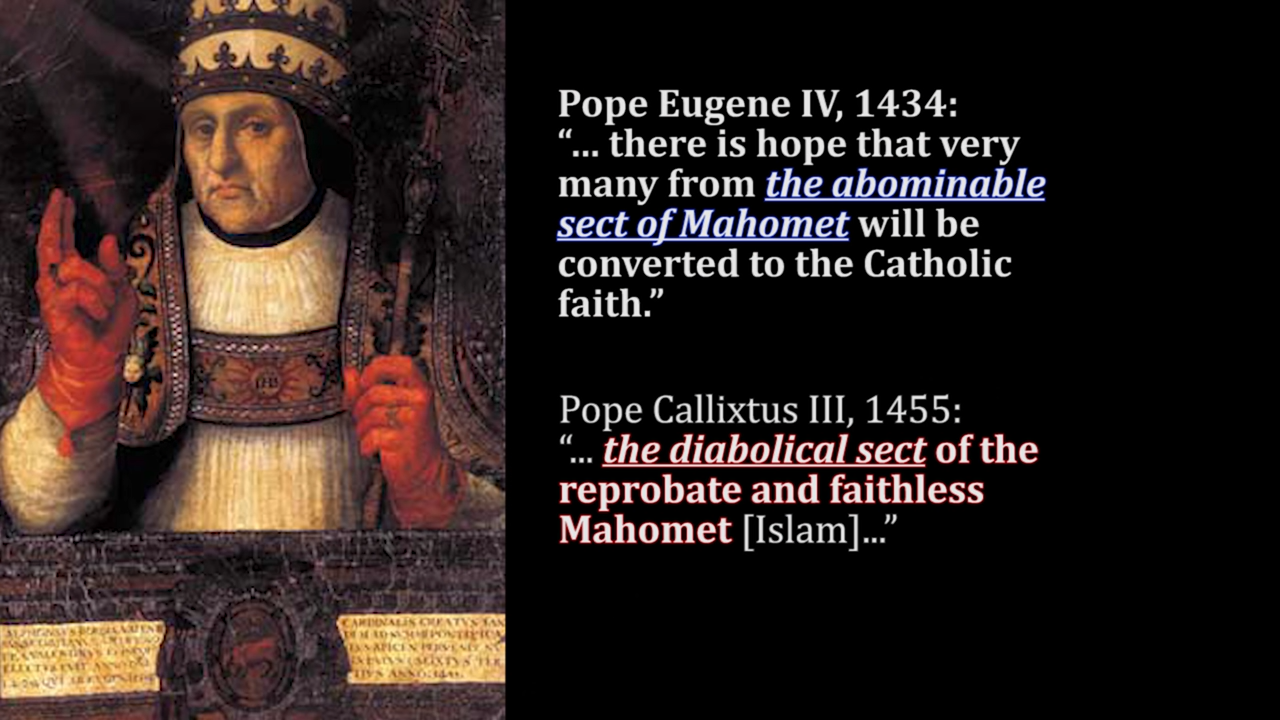 Pope Eugene IV, 1434:
“... there is hope that very
many from the abominable
sect of Mahomet will be
converted to the Catholic
faith.”
Pope Callixtus III, 1455:
“... the diabolical sect of the
reprobate and faithless
Mahomet [Islam]...”
IHS